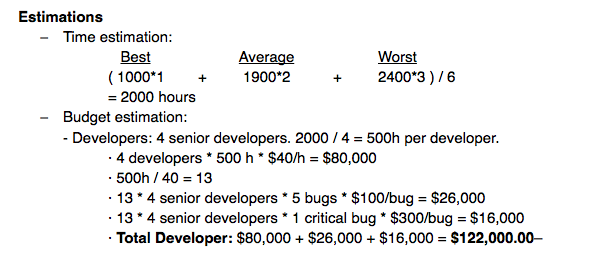 Estimations
– Time estimation:
Best Average Worst
( 1000*1 + 1900*2 + 2400*3 ) / 6
= 2000 hours
– Budget estimation:
- Developers: 4 senior developers. 2000 / 4 = 500h per developer.
· 4 developers * 500 h * $40/h = $80,000
· 500h / 40 = 13
· 13 * 4 senior developers * 5 bugs * $100/bug = $26,000
· 13 * 4 senior developers * 1 critical bug * $300/bug = $16,000
· Total Developer: $80,000 + $26,000 + $16,000 = $122,000.00–